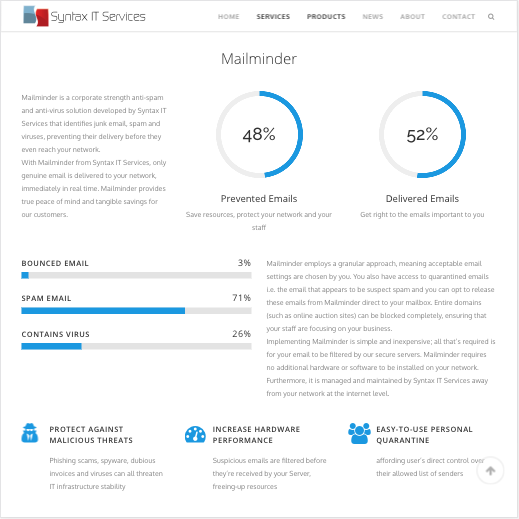 Syntax IT Services
HOME SERVICES PRODUCTS NEWS ABOUT CONTACT
Mailminder
Mailminder is a corporate strength anti-spam
and anti-virus solution developed by Syntax IT
Services that identifies junk email, spam and
viruses, preventing their delivery before they
even reach your network.
With Mailminder from Syntax IT Services, only
genuine email is delivered to your network,
immediately in real time. Mailminder provides
true peace of mind and tangible savings for
our customers.
48%
Prevented Emails
Save resources, protect your network and your
staff
52%
Delivered Emails
Get right to the emails important to you
BOUNCED EMAIL 3%
SPAM EMAIL 71%
CONTAINS VIRUS 26%
Mailminder employs a granular approach, meaning acceptable email
settings are chosen by you. You also have access to quarantined emails
i.e. the email that appears to be suspect spam and you can opt to release
these emails from Mailminder direct to your mailbox. Entire domains
(such as online auction sites) can be blocked completely, ensuring that
your staff are focusing on your business.
Implementing Mailminder is simple and inexpensive; all that's required is
for your email to be filtered by our secure servers. Mailminder requires
no additional hardware or software to be installed on your network.
Furthermore, it is managed and maintained by Syntax IT Services away
from your network at the internet level.
PROTECT AGAINST
MALICIOUS THREATS
Phishing scams, spyware, dubious
invoices and viruses can all threaten
IT infrastructure stability
INCREASE HARDWARE
PERFORMANCE
Suspicious emails are filtered before
they're received by your Server,
freeing-up resources
EASY-TO-USE PERSONAL
QUARANTINE
affording user's direct control over
their allowed list of senders